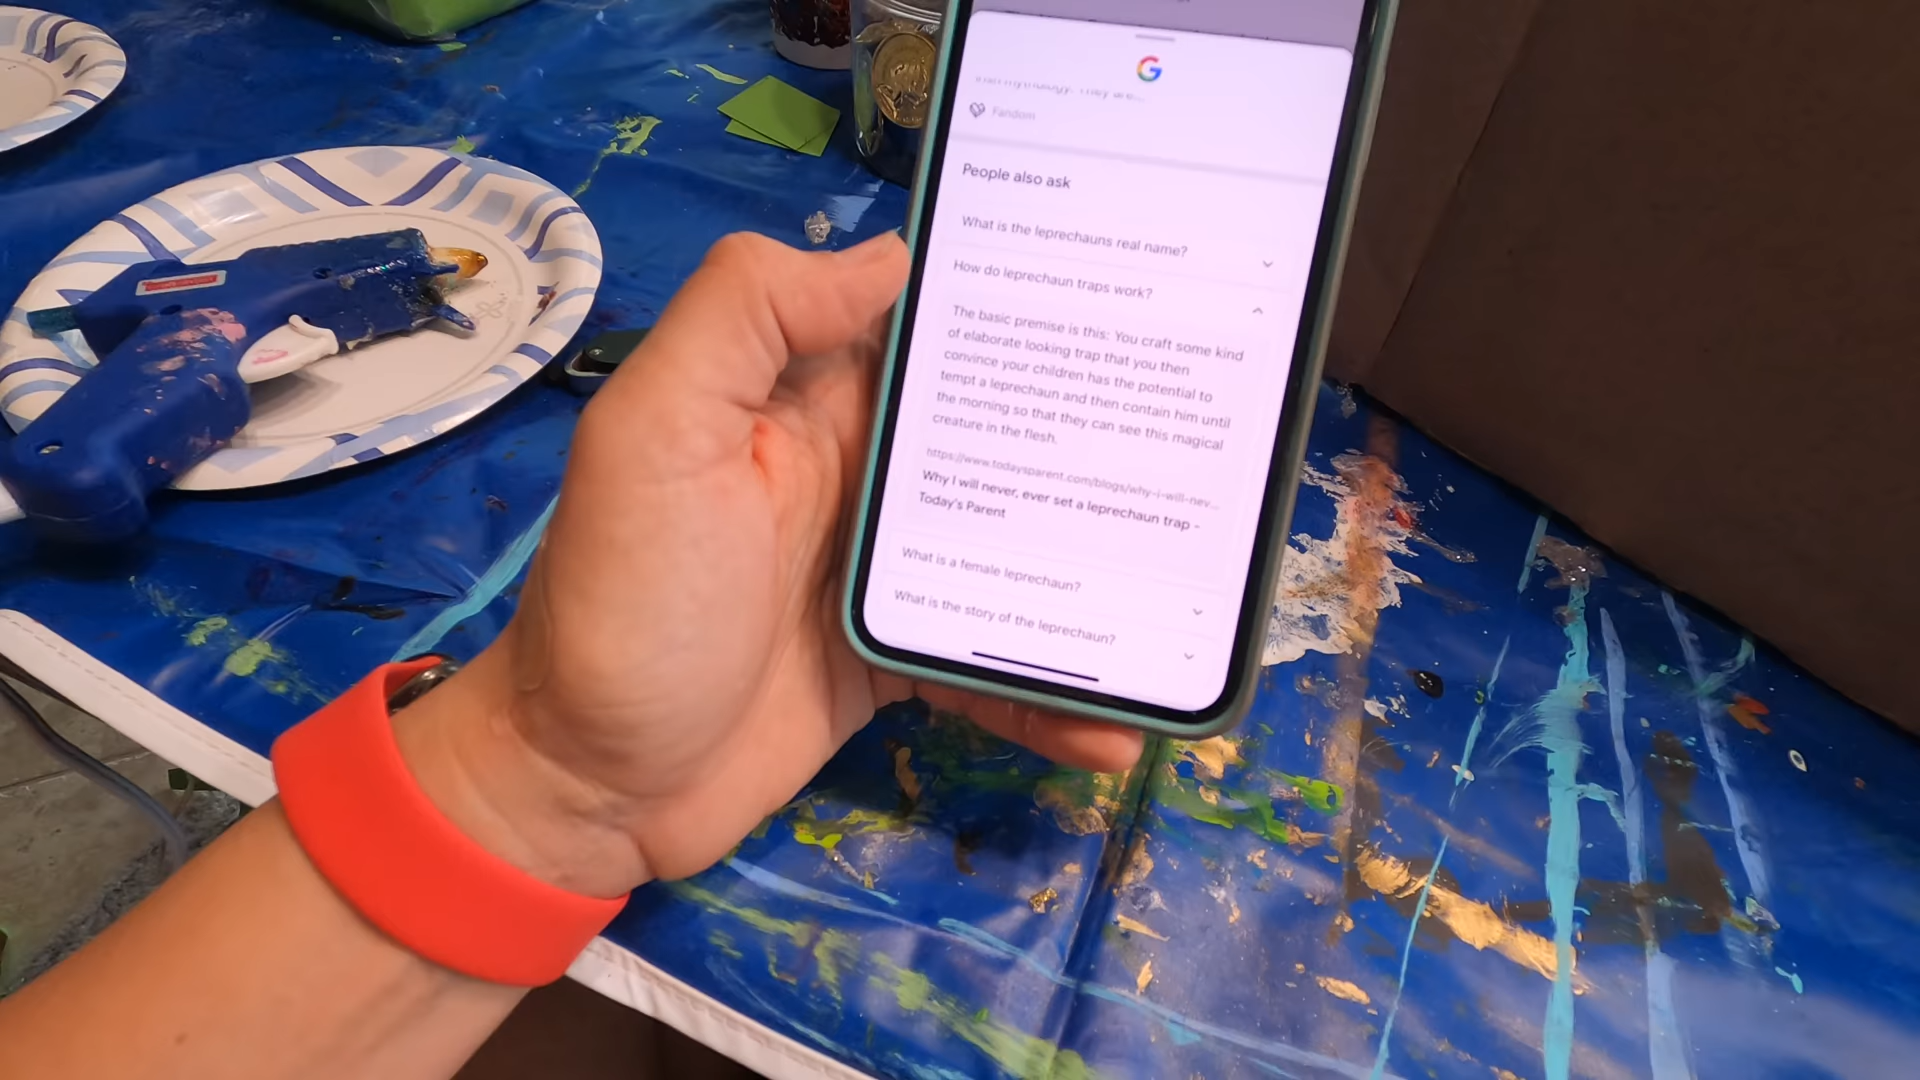 G
Fandom
People also ask
What is the leprechauns real name?
How do leprechaun traps work?
The basic premise is this: You craft some kind
of elaborate looking trap that you then
convince your children has the potential to
tempt a leprechaun and then contain him until
the morning so that they can see this magical
creature in the flesh.
https://www.todaysparent.com/blogs/why-i-will-nev...
Why I will never, ever set a leprechaun trap -
Today's Parent
What is a female leprechaun?
What is the story of the leprechaun?